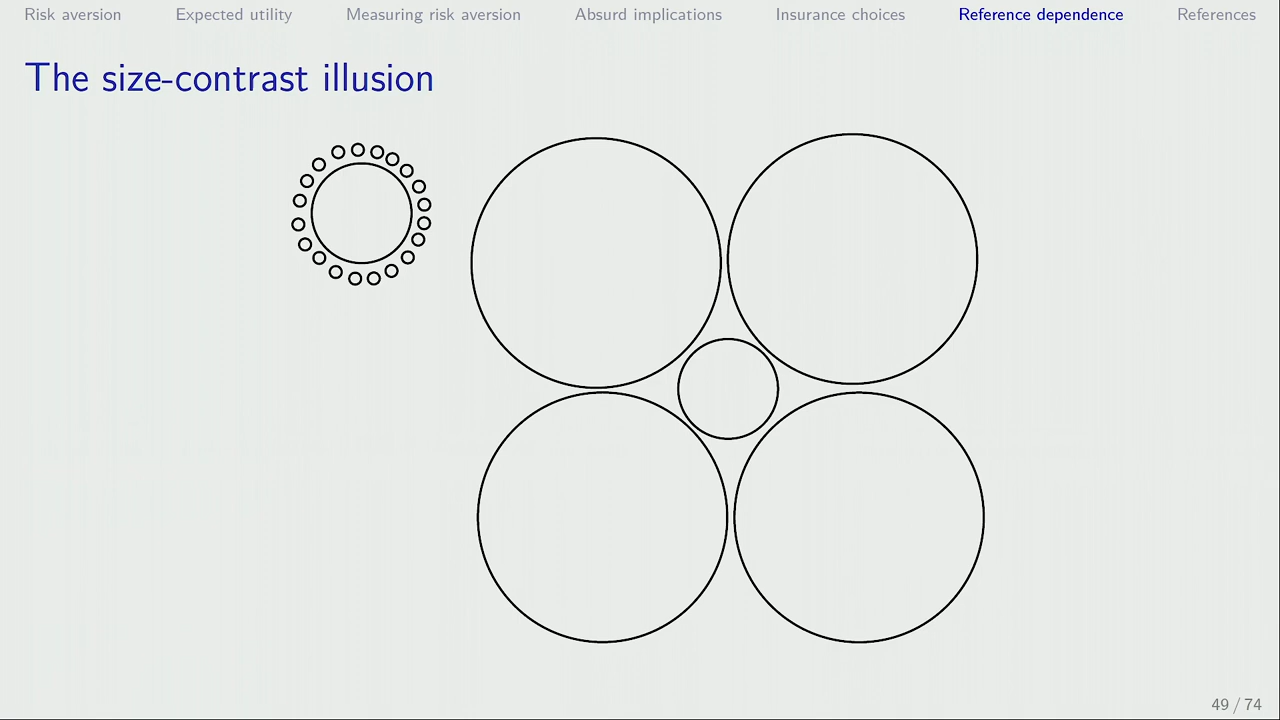 Risk aversion Expected utility Measuring risk aversion Absurd implications Insurance choices Reference dependence References
The size-contrast illusion
49 / 74